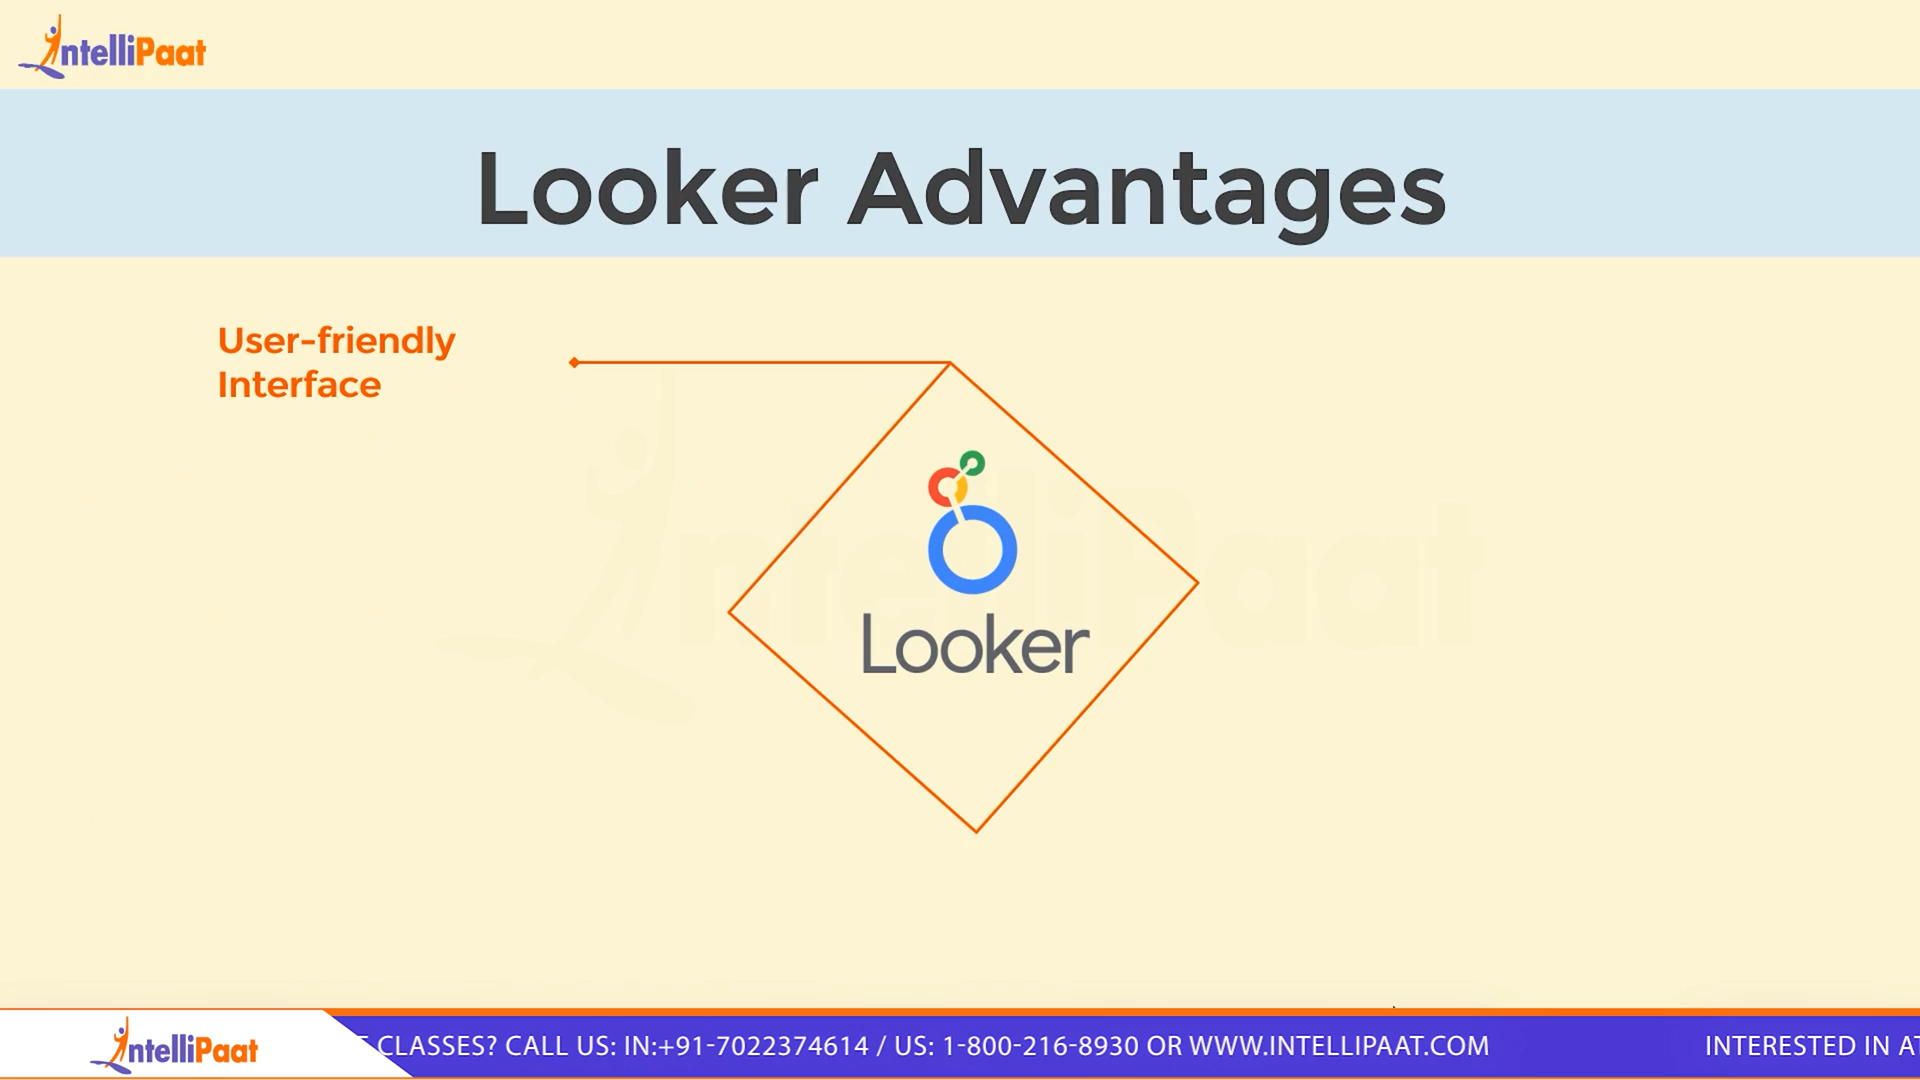 IntelliPaat
Looker Advantages
User-friendly
Interface
Looker
IntelliPaat
IntelliPaat
CLASSES? CALL US: IN:+91-7022374614 / US: 1-800-216-8930 OR WWW.INTELLIPAAT.COM
INTERESTED IN